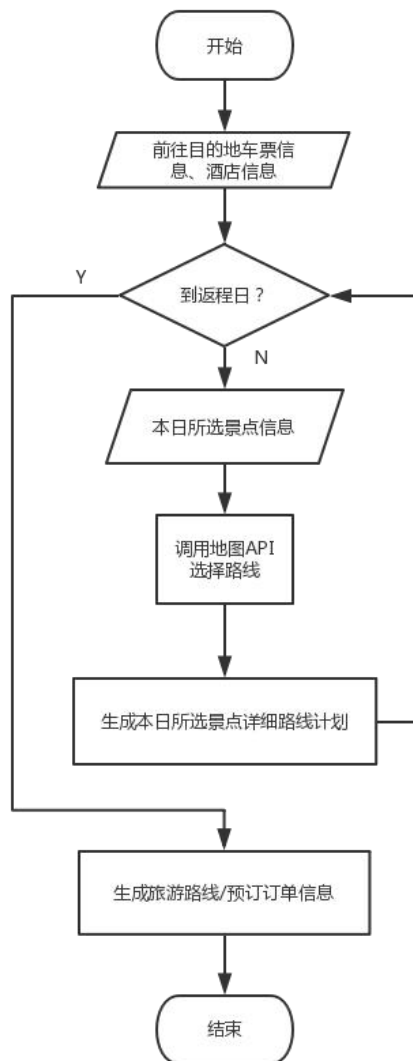 开始
前往目的地车票信
息、酒店信息
Y
到返程日？
N
本日所选景点信息
调用地图API
选择路线
生成本日所选景点详细路线计划
生成旅游路线/预订订单信息
结束